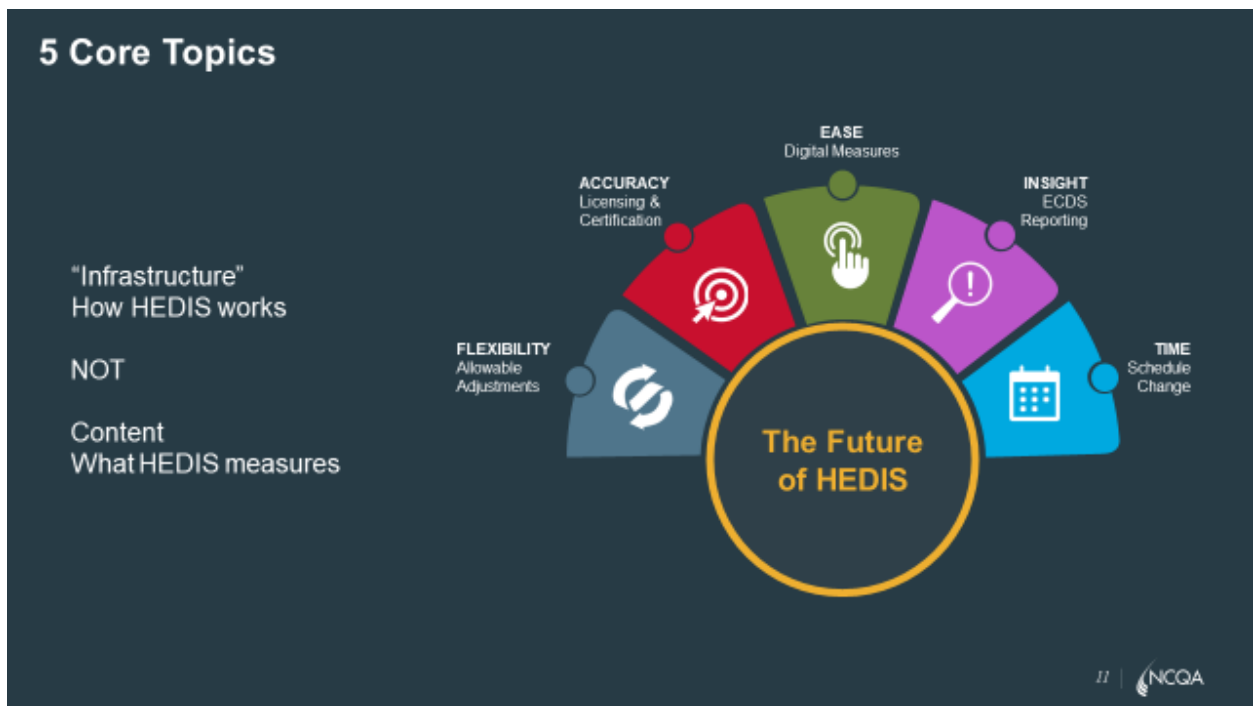 5 Core Topics
“Infrastructure”
How HEDIS works
NOT
Content
What HEDIS measures
FLEXIBILITY
Allowable
Adjustments
ACCURACY
Licensing &
Certification
EASE
Digital Measures
INSIGHT
ECDS
Reporting
TIME
Schedule
Change
The Future
of HEDIS
11 | NCQA